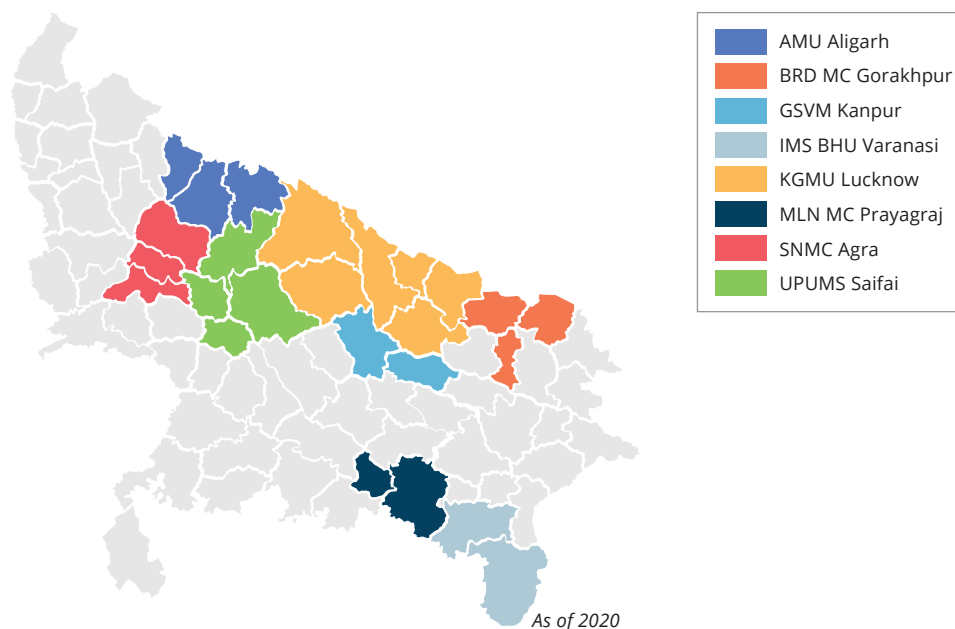 AMU Aligarh
BRD MC Gorakhpur
GSVM Kanpur
IMS BHU Varanasi
KGMU Lucknow
MLN MC Prayagraj
SNMC Agra
UPUMS Saifai
As of 2020